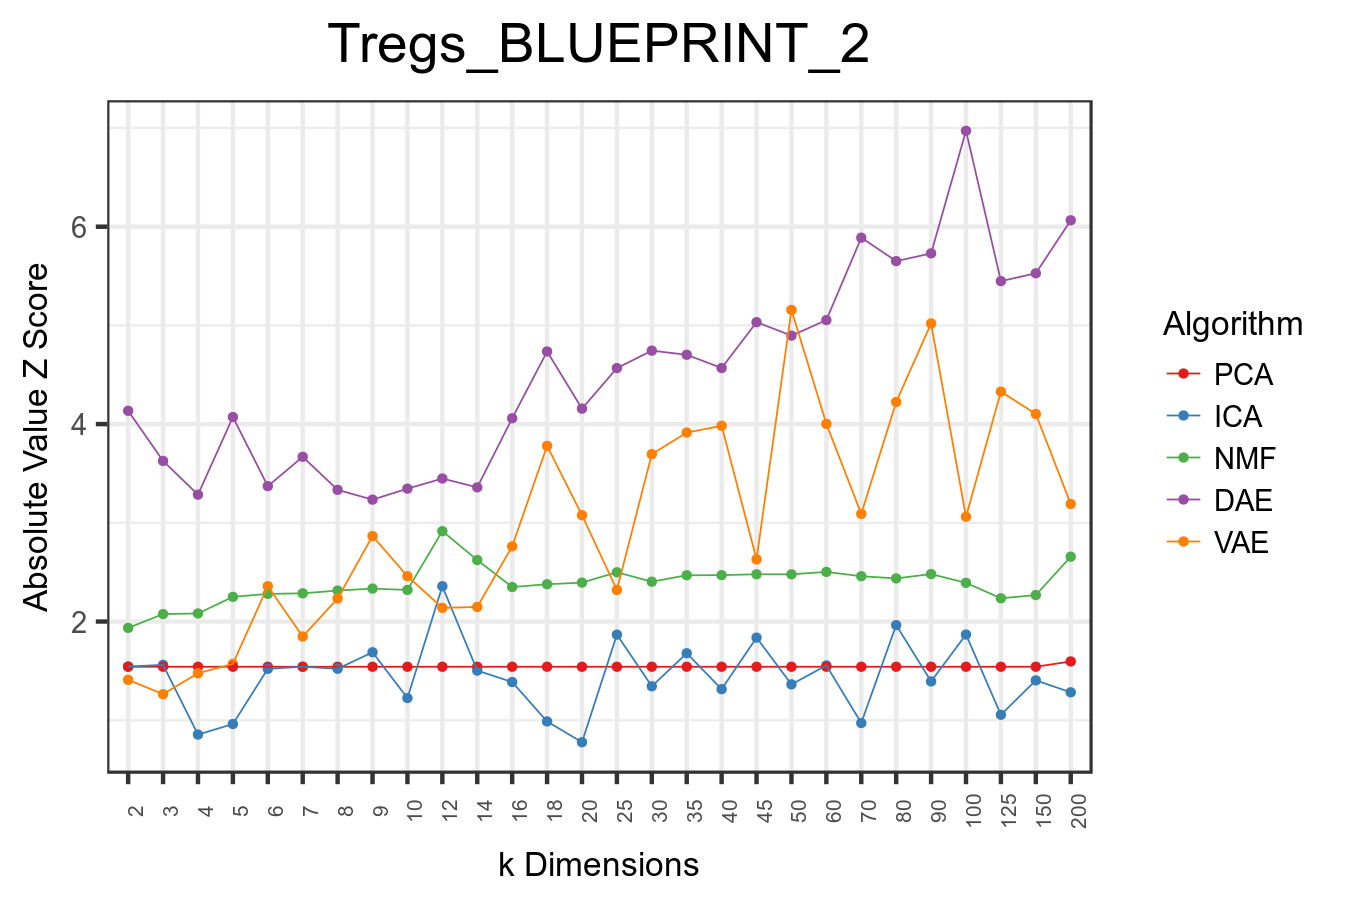 Tregs_BLUEPRINT_2
Absolute Value Z Score
6
4
2
2 3 4 5 6 7 8 9 10 12 14 16 18 20 25 30 35 40 45 50 60 70 80 90 100 125 150 200
k Dimensions
Algorithm
PCA
ICA
NMF
DAE
VAE